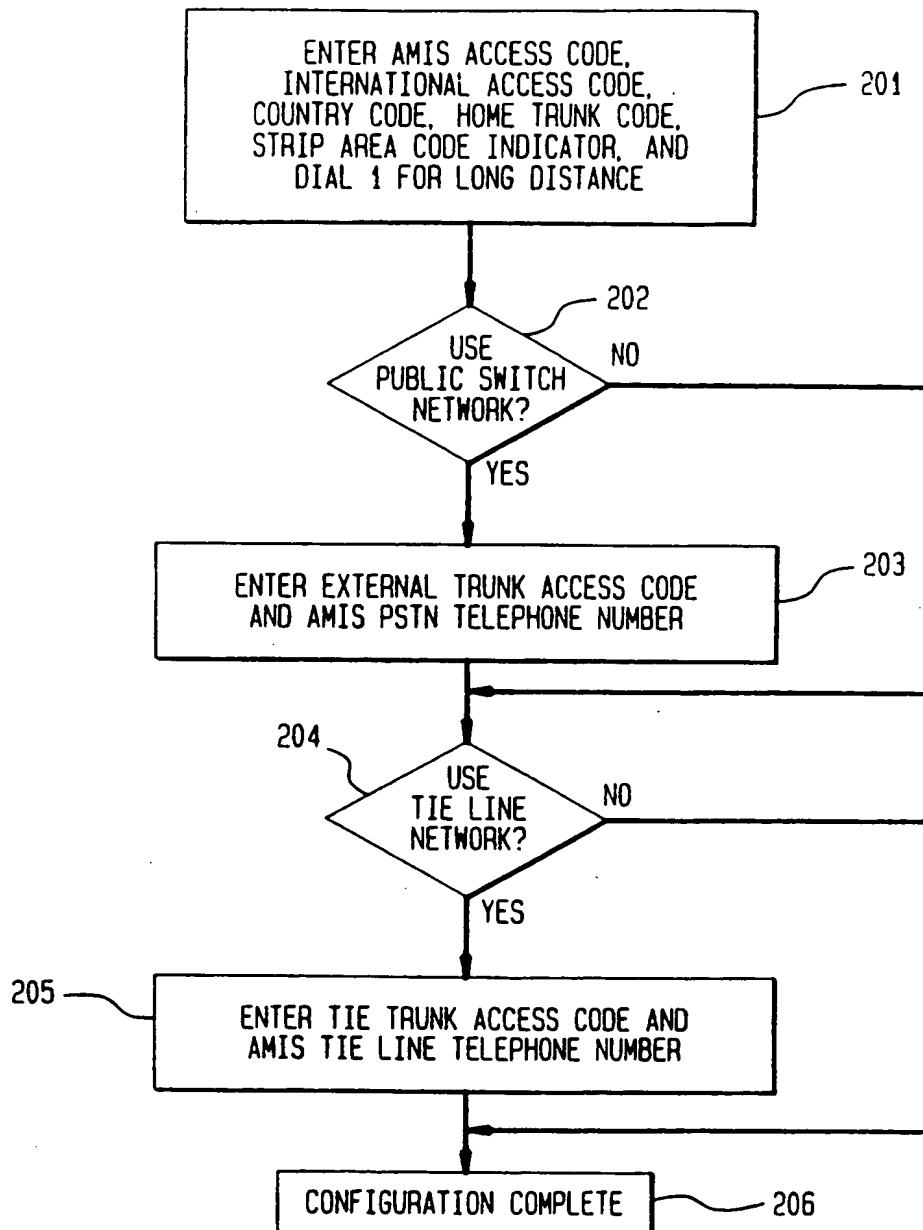 ENTER AMIS ACCESS CODE,
INTERNATIONAL ACCESS CODE,
COUNTRY CODE, HOME TRUNK CODE,
STRIP AREA CODE INDICATOR, AND
DIAL 1 FOR LONG DISTANCE
201
202
USE
PUBLIC SWITCH
NETWORK?
NO
YES
203
ENTER EXTERNAL TRUNK ACCESS CODE
AND AMIS PSTN TELEPHONE NUMBER
204
USE
TIE LINE
NETWORK?
NO
YES
205
ENTER TIE TRUNK ACCESS CODE AND
AMIS TIE LINE TELEPHONE NUMBER
CONFIGURATION COMPLETE
206